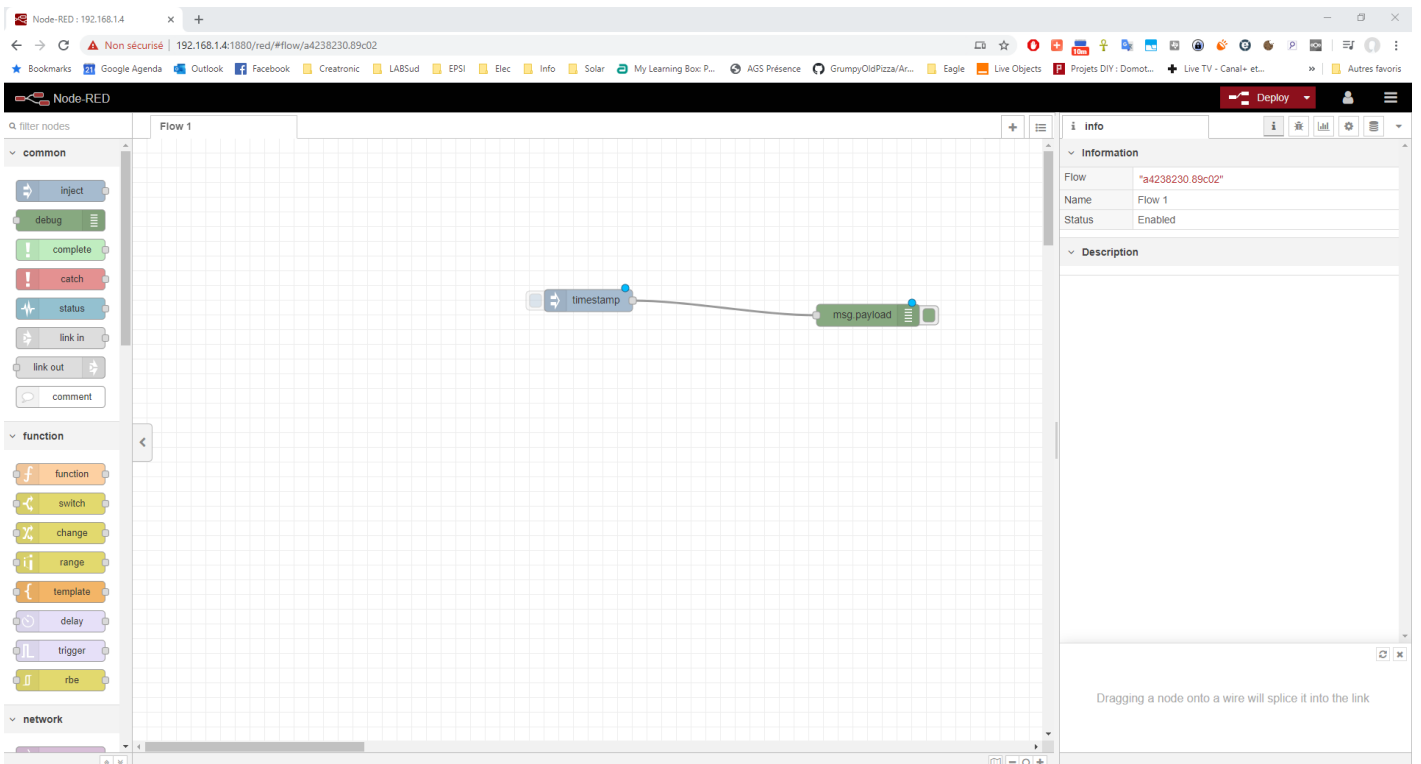 Node-RED : 192.168.1.4
Non sécurisé | 192.168.1.4:1880/red/#flow/a4238230.89c02
Bookmarks 21 Google Agenda Outlook Facebook Creatronic LABSud EPSI Elec Info Solar My Learning Box: P... AGS Présence GrumpyOldPizza/Ar... Eagle Live Objects Projets DIY : Domot... Live TV - Canal+ et... » Autres favoris
Node-RED Deploy
filter nodes Flow 1 i info
common
Information
inject
Flow "a4238230.89c02"
debug
Name Flow 1
Status Enabled
complete
Description
catch
timestamp
status
msg.payload
link in
link out
comment
function
function
switch
change
range
template
delay
trigger
rbe
Dragging a node onto a wire will splice it into the link
network